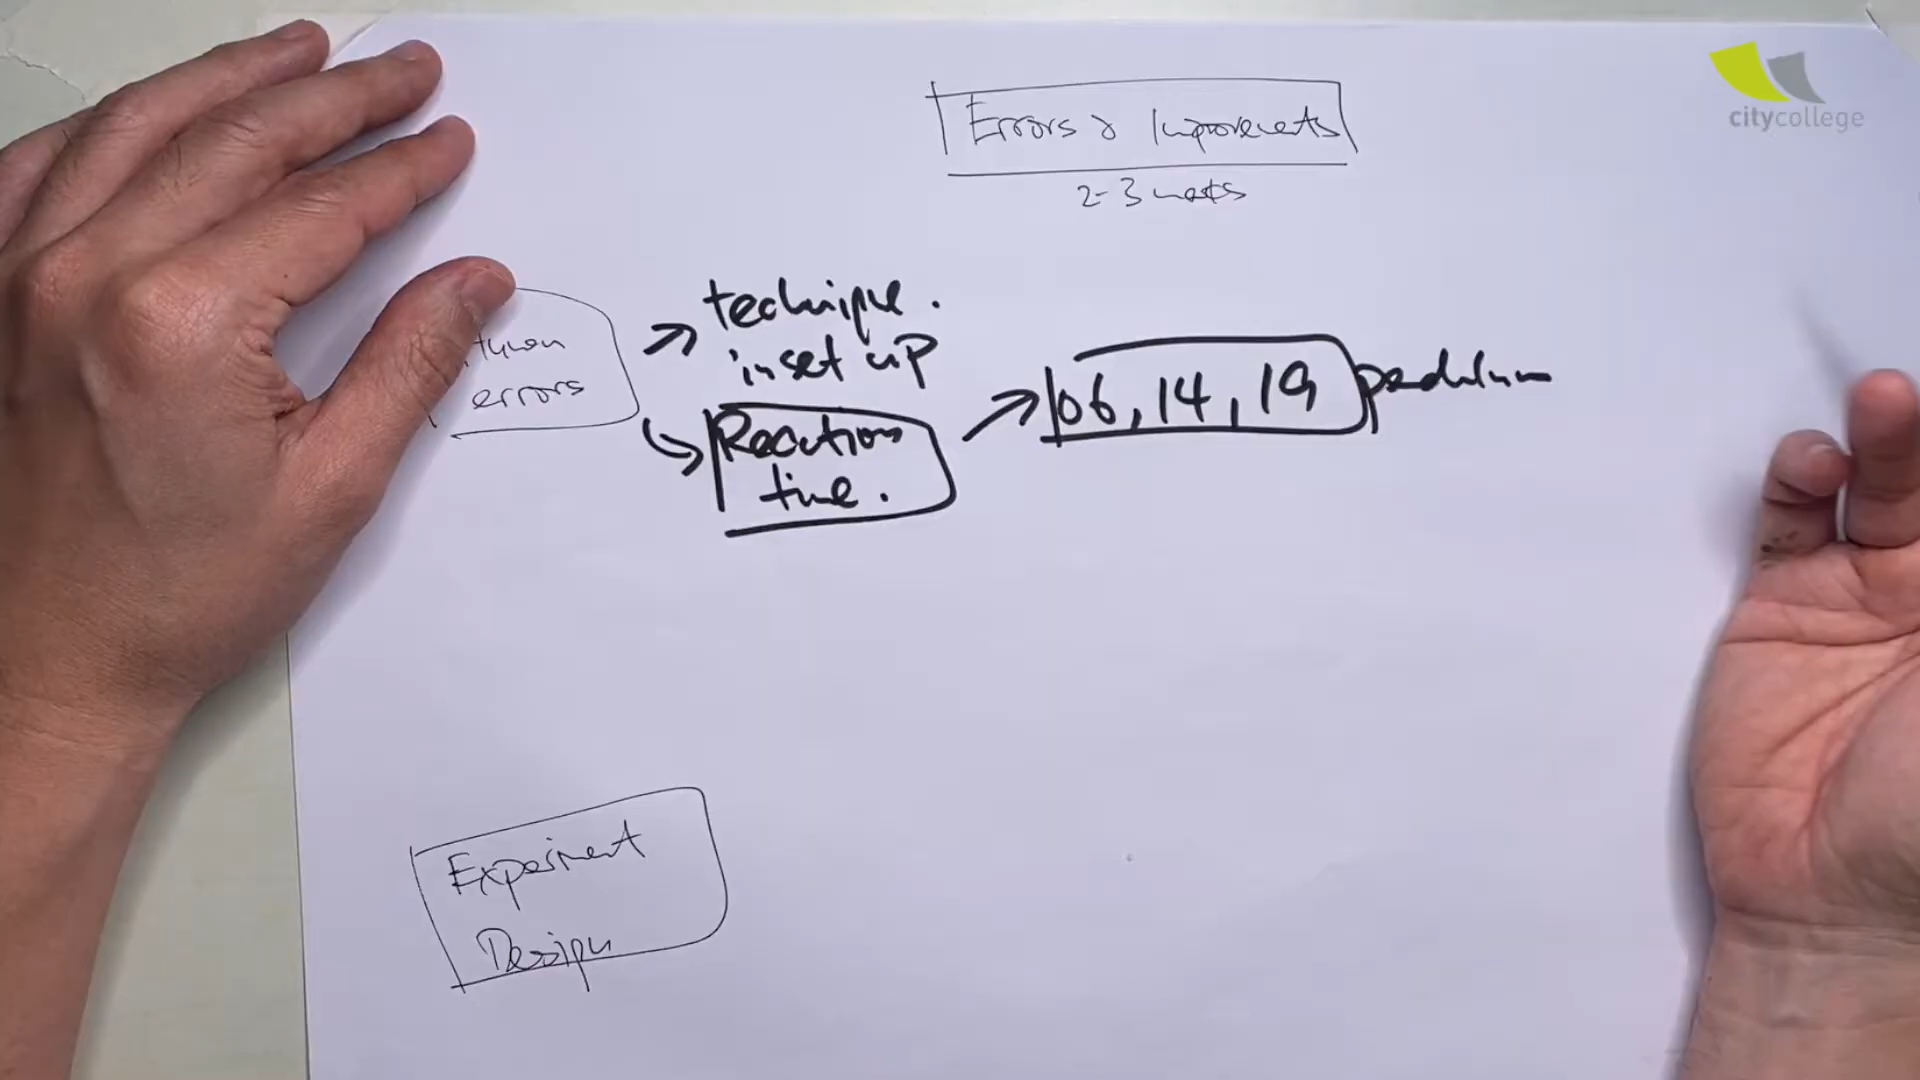 Errors & Improvements
2-3 marks
citycollege
Human
errors
→ technique.
in set up
Reaction
time.
→ 06, 14, 19 pendulum
Experiment
Design